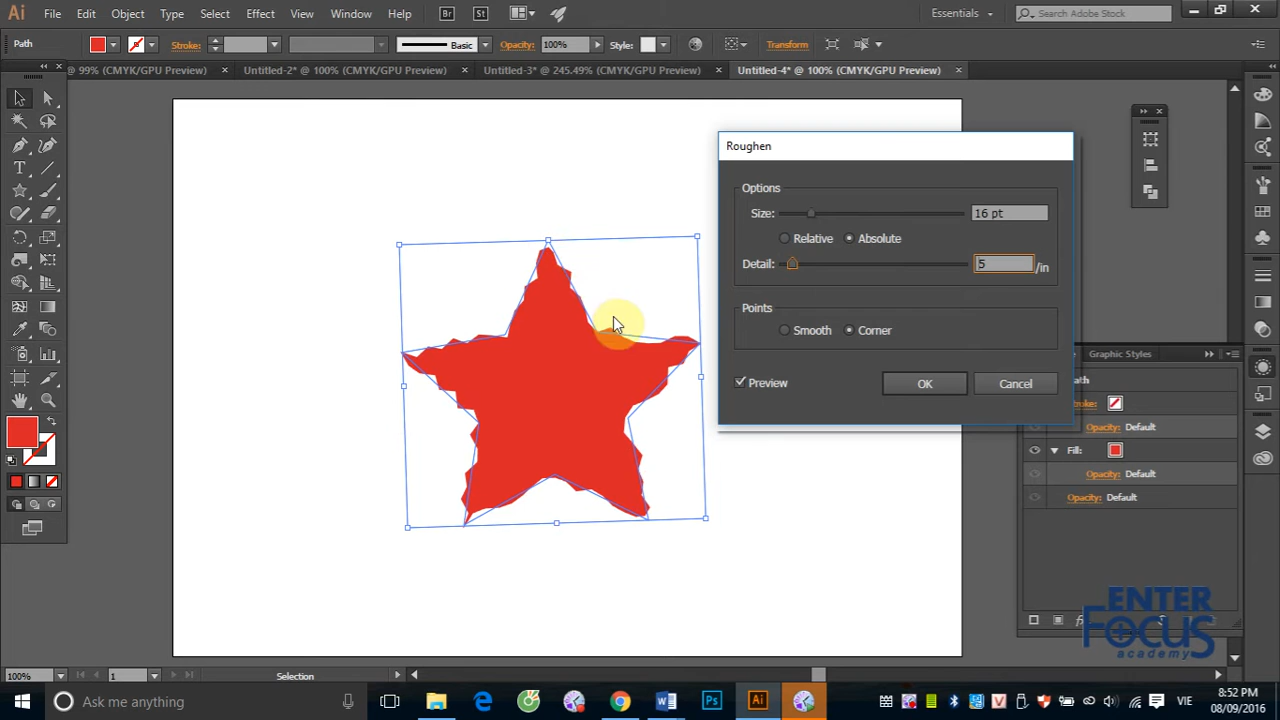 Ai File Edit Object Type Select Effect View Window Help Br St Essentials Search Adobe Stock
Path Stroke: Basic Opacity: 100% Style: Transform
@ 99% (CMYK/GPU Preview) Untitled-2* @ 100% (CMYK/GPU Preview) Untitled-3* @ 245.49% (CMYK/GPU Preview) Untitled-4* @ 100% (CMYK/GPU Preview)
Roughen
Options
Size: 16 pt
Relative Absolute
Detail: 5 /in
Points
Smooth Corner
Preview OK Cancel
Graphic Styles
Opacity: Default
Fill:
Opacity: Default
Opacity: Default
ENTER
FOCUS
academy
100% 1 Selection
Ask me anything Ps Ai VIE
8:52 PM
08/09/2016